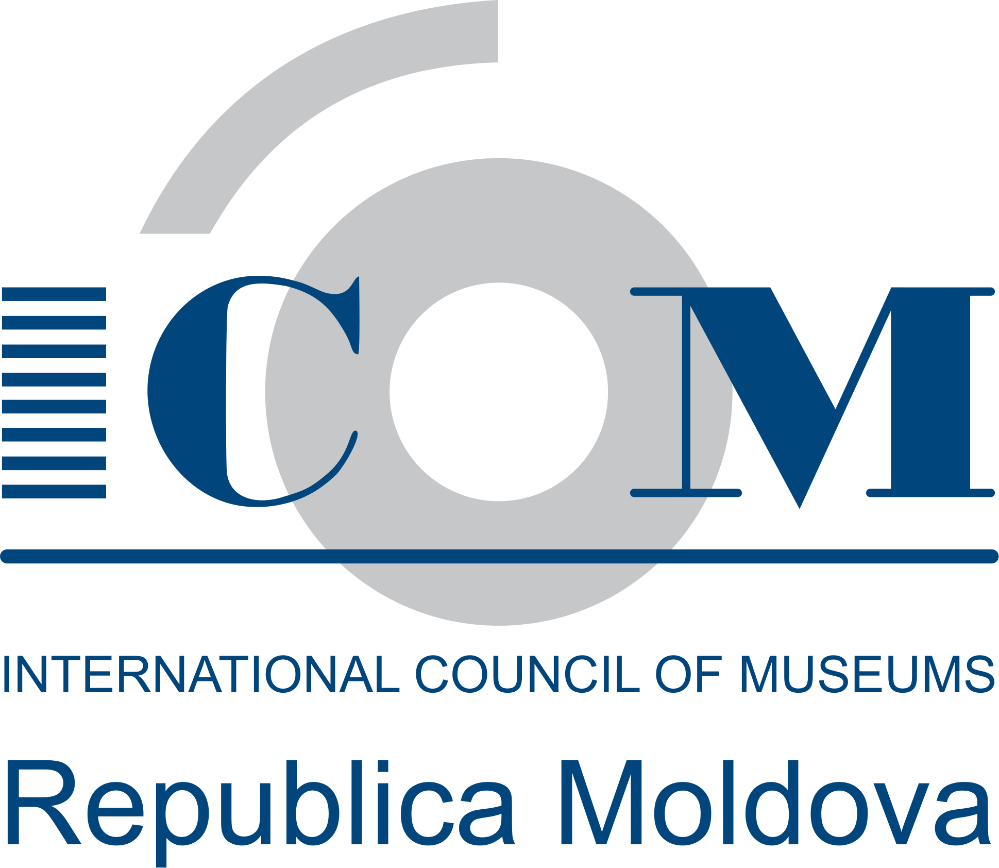 ICOM
INTERNATIONAL COUNCIL OF MUSEUMS
Republica Moldova